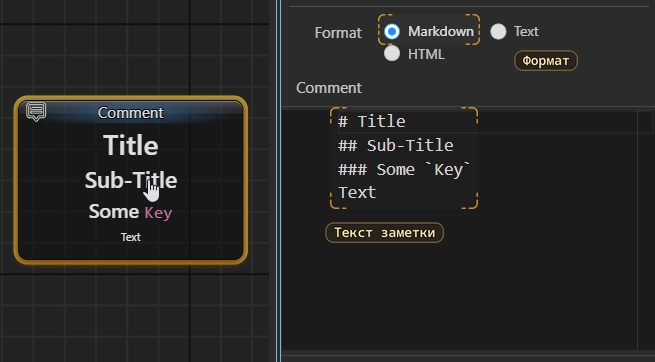 Comment
Title
Sub-Title
Some Key
Text
Format
Markdown
Text
HTML
Формат
Comment
# Title
## Sub-Title
### Some `Key`
Text
Текст заметки